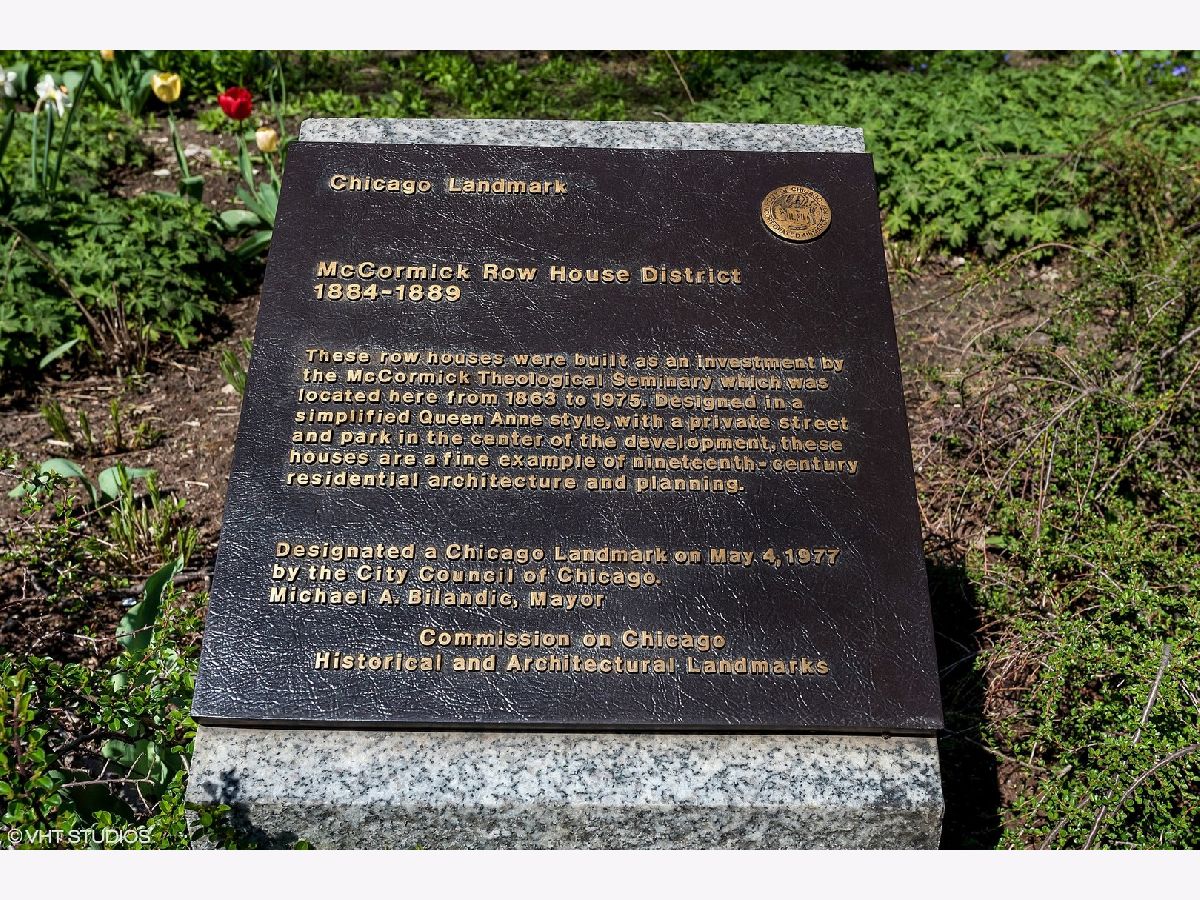 Chicago Landmark
McCormick Row House District
1884-1889
These row houses were built as an investment by
the McCormick Theological Seminary which was
located here from 1863 to 1975. Designed in a
simplified Queen Anne style, with a private street
and park in the center of the development, these
houses are a fine example of nineteenth-century
residential architecture and planning.
Designated a Chicago Landmark on May 4, 1977
by the City Council of Chicago.
Michael A. Bilandic, Mayor
Commission on Chicago
Historical and Architectural Landmarks
© VHT STUDIOS